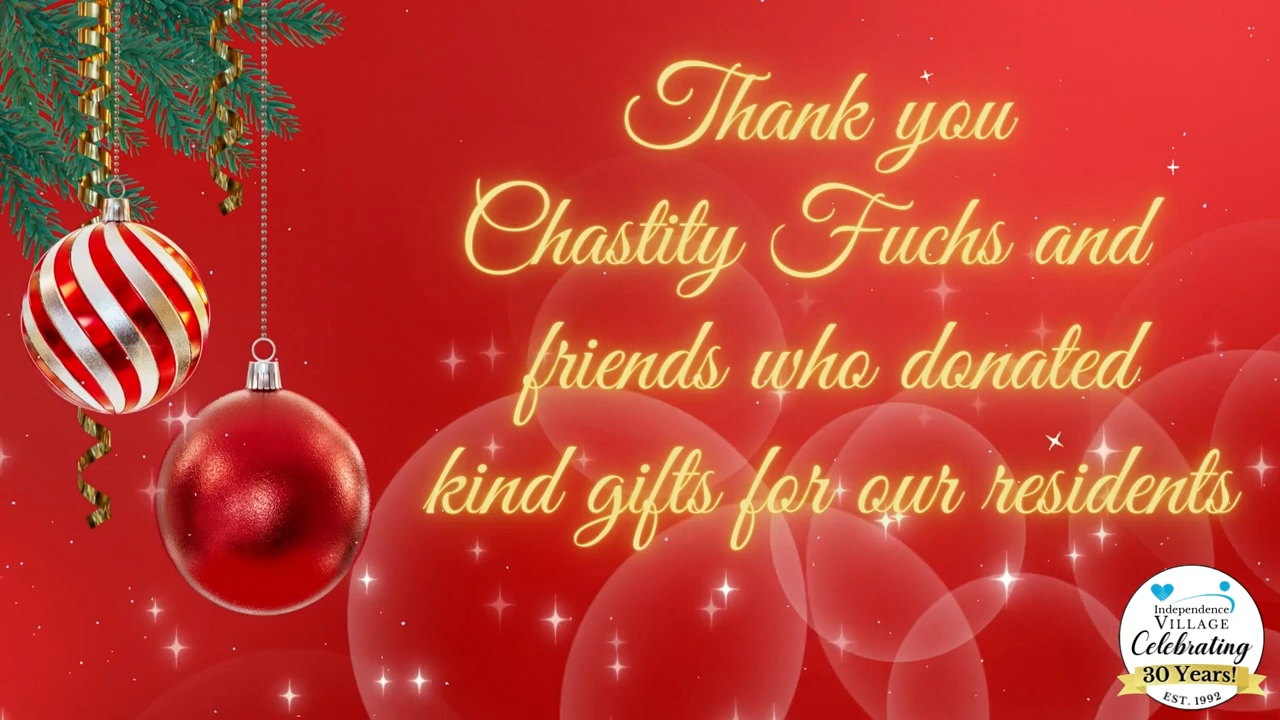 Thank you
Chastity Fuchs and
friends who donated
kind gifts for our residents
Independence
VILLAGE
Celebrating
30 Years!
EST. 1992